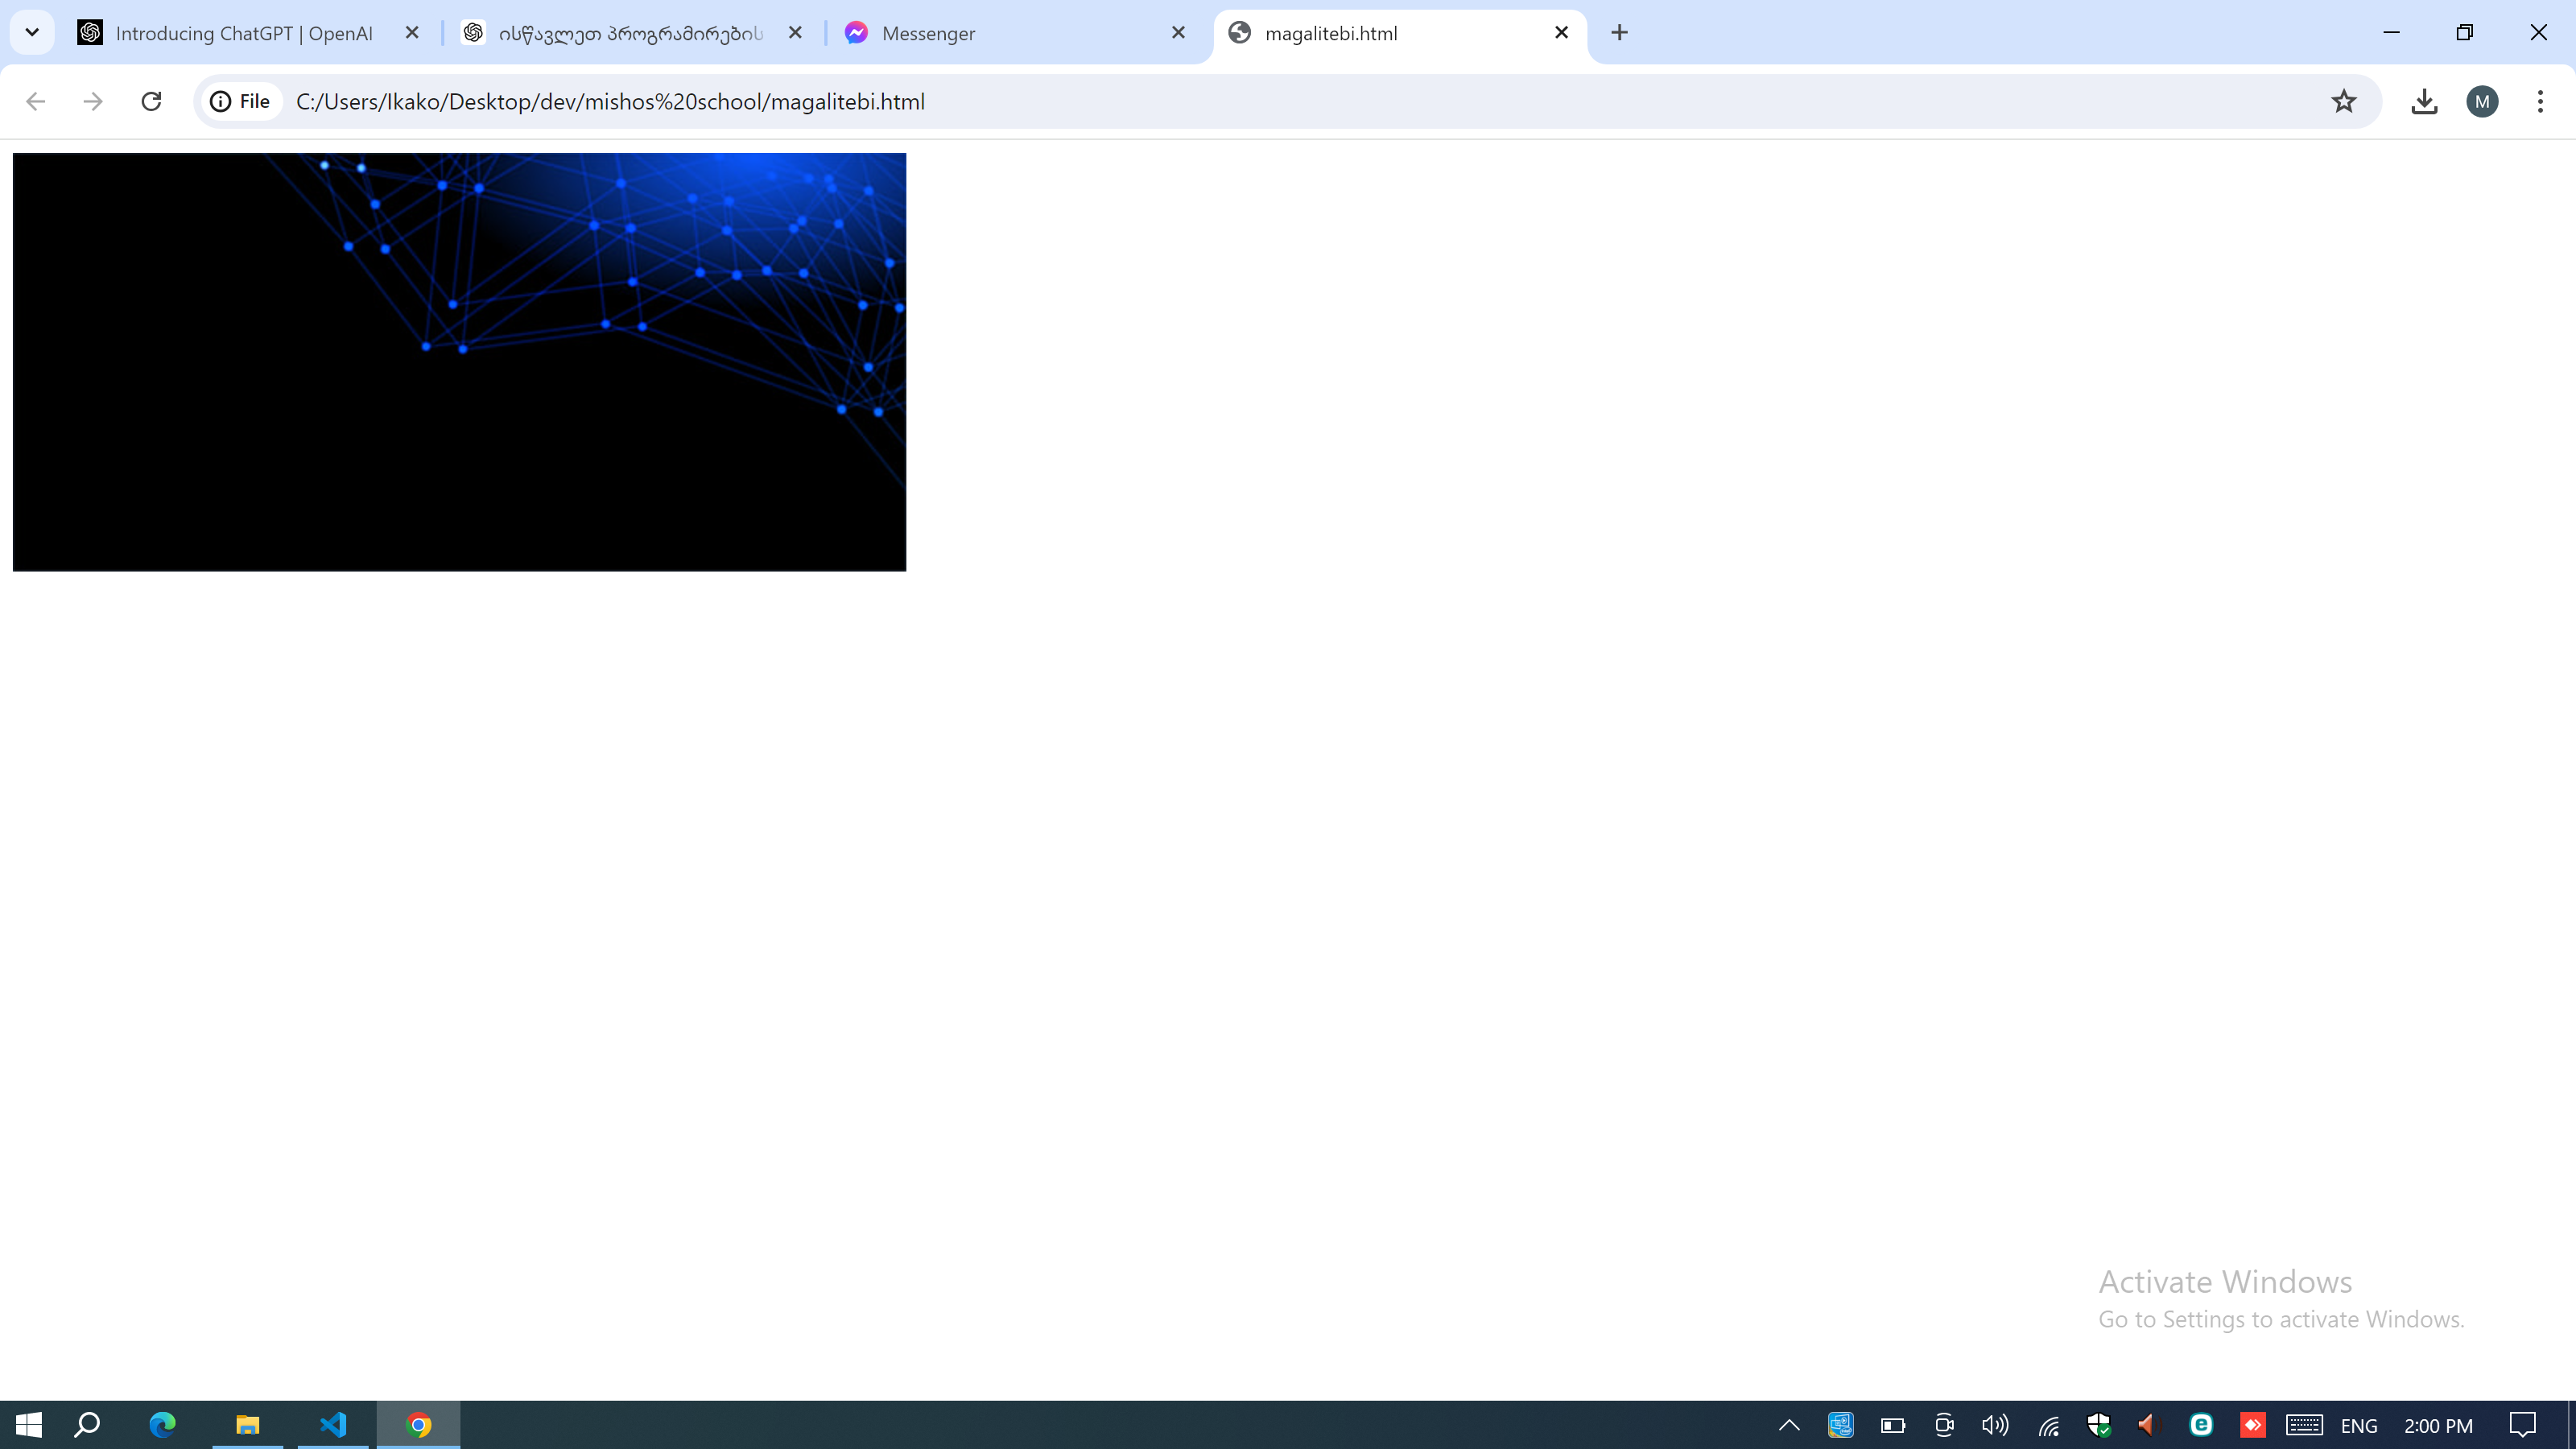 Introducing ChatGPT | OpenAI
ისწავლეთ პროგრამირების
Messenger
magalitebi.html
File
C:/Users/Ikako/Desktop/dev/mishos%20school/magalitebi.html
M
Activate Windows
Go to Settings to activate Windows.
ENG
2:00 PM